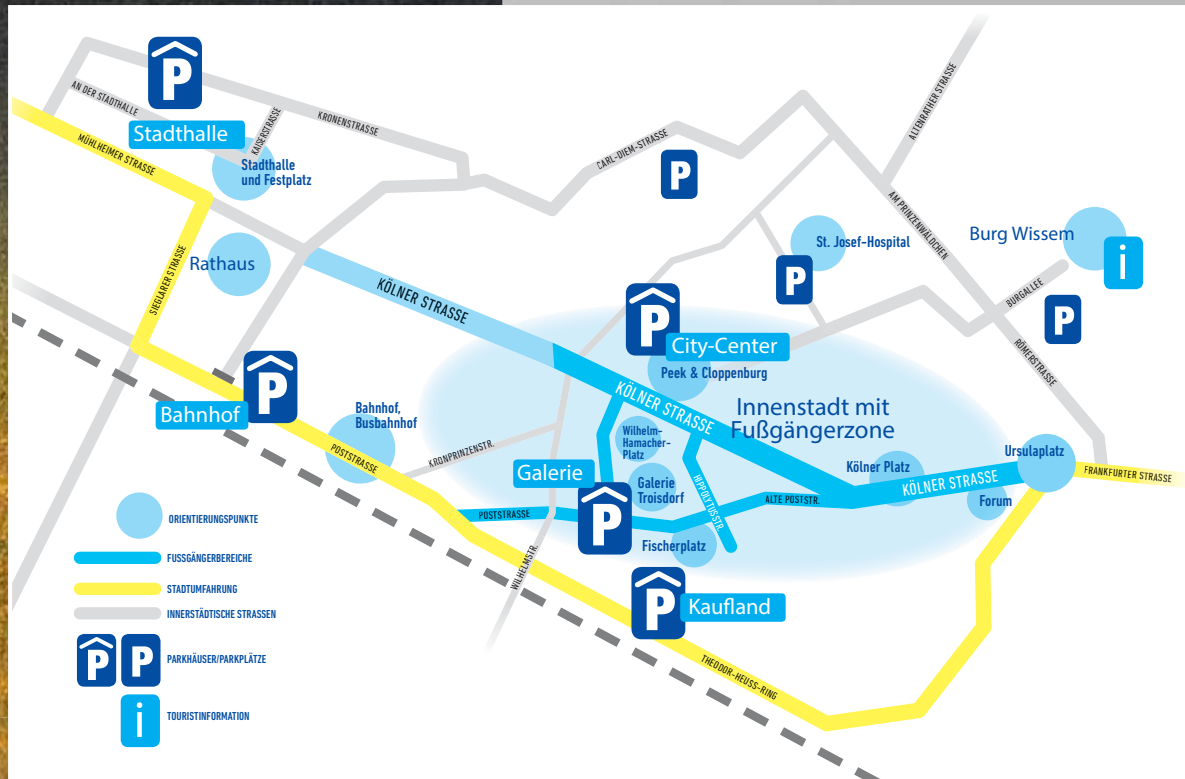 P
Stadthalle
AN DER STADTHALLE
KAISERSTRASSE
KRONENSTRASSE
Stadthalle
und Festplatz
MÜHLHEIMER STRASSE
SIEGLARER STRASSE
Rathaus
KÖLNER STRASSE
CARL-DIEM-STRASSE
P
ALTENRATHER STRASSE
AM PRINZENWÄLDCHEN
St. Josef-Hospital
P
Burg Wissem
i
BURGALLEE
P
RÖMERSTRASSE
P
City-Center
Peek & Cloppenburg
KÖLNER STRASSE
Innenstadt mit
Fußgängerzone
P
Bahnhof
Bahnhof,
Busbahnhof
POSTSTRASSE
KRONPRINZENSTR.
Wilhelm-
Hamacher-
Platz
Galerie
P
Galerie
Troisdorf
HIPPOLYTUSSTR.
POSTSTRASSE
ALTE POSTSTR.
Kölner Platz
KÖLNER STRASSE
Ursulaplatz
FRANKFURTER STRASSE
Forum
Fischerplatz
WILHELMSTR.
P
Kaufland
THEODOR-HEUSS-RING
ORIENTIERUNGSPUNKTE
FUSSGÄNGERBEREICHE
STADTUMFAHRUNG
INNERSTÄDTISCHE STRASSEN
P P PARKHÄUSER/PARKPLÄTZE
i TOURISTINFORMATION